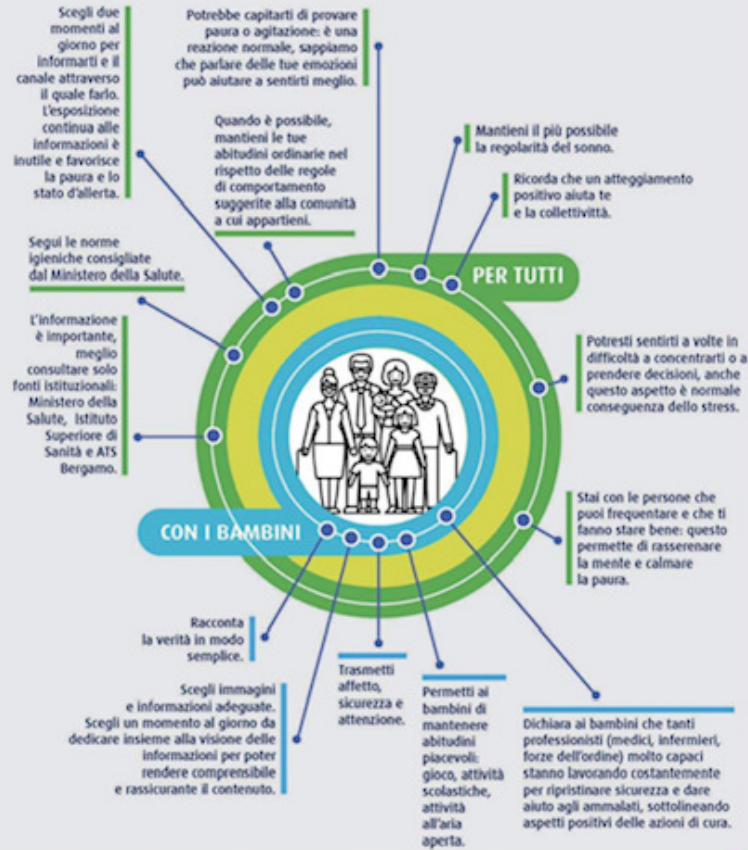 Scegli due
momenti al
giorno per
informarti e il
canale attraverso
il quale farlo.
L'esposizione
continua alle
informazioni è
inutile e favorisce
la paura e lo
stato d'allerta.
Potrebbe capitarti di provare
paura o agitazione: è una
reazione normale, sappiamo
che parlare delle tue emozioni
può aiutare a sentirti meglio.
Quando è possibile,
mantieni le tue
abitudini ordinarie nel
rispetto delle regole
di comportamento
suggerite alla comunità
a cui appartieni.
Mantieni il più possibile
la regolarità del sonno.
Ricorda che un atteggiamento
positivo aiuta te
e la collettivittà.
Segui le norme
igieniche consigliate
dal Ministero della Salute.
PER TUTTI
L'informazione
è importante,
meglio
consultare solo
fonti istituzionali:
Ministero della
Salute, Istituto
Superiore di
Sanità e ATS
Bergamo.
Potresti sentirti a volte in
difficoltà a concentrarti o a
prendere decisioni, anche
questo aspetto è normale
conseguenza dello stress.
Stai con le persone che
puoi frequentare e che ti
fanno stare bene: questo
permette di rasserenare
la mente e calmare
la paura.
CON I BAMBINI
Racconta
la verità in modo
semplice.
Scegli immagini
e informazioni adeguate.
Scegli un momento al giorno da
dedicare insieme alla visione delle
informazioni per poter
rendere comprensibile
e rassicurante il contenuto.
Trasmetti
affetto,
sicurezza e
attenzione.
Permetti ai
bambini di
mantenere
abitudini
piacevoli:
gioco, attività
scolastiche,
attività
all'aria
aperta.
Dichiara ai bambini che tanti
professionisti (medici, infermieri,
forze dell'ordine) molto capaci
stanno lavorando costantemente
per ripristinare sicurezza e dare
aiuto agli ammalati, sottolineando
aspetti positivi delle azioni di cura.